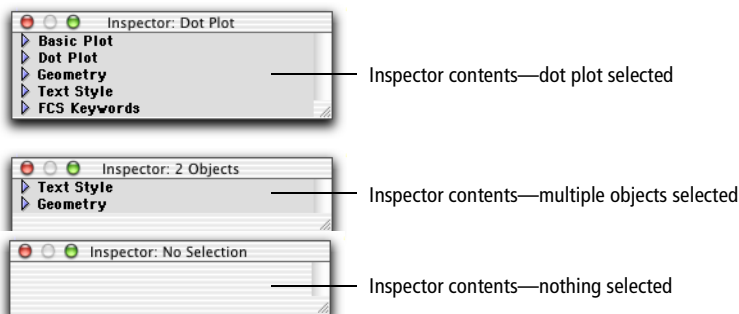 Inspector: Dot Plot
Basic Plot
Dot Plot
Geometry
Text Style
FCS Keywords
Inspector contents—dot plot selected
Inspector: 2 Objects
Text Style
Geometry
Inspector contents—multiple objects selected
Inspector: No Selection
Inspector contents—nothing selected